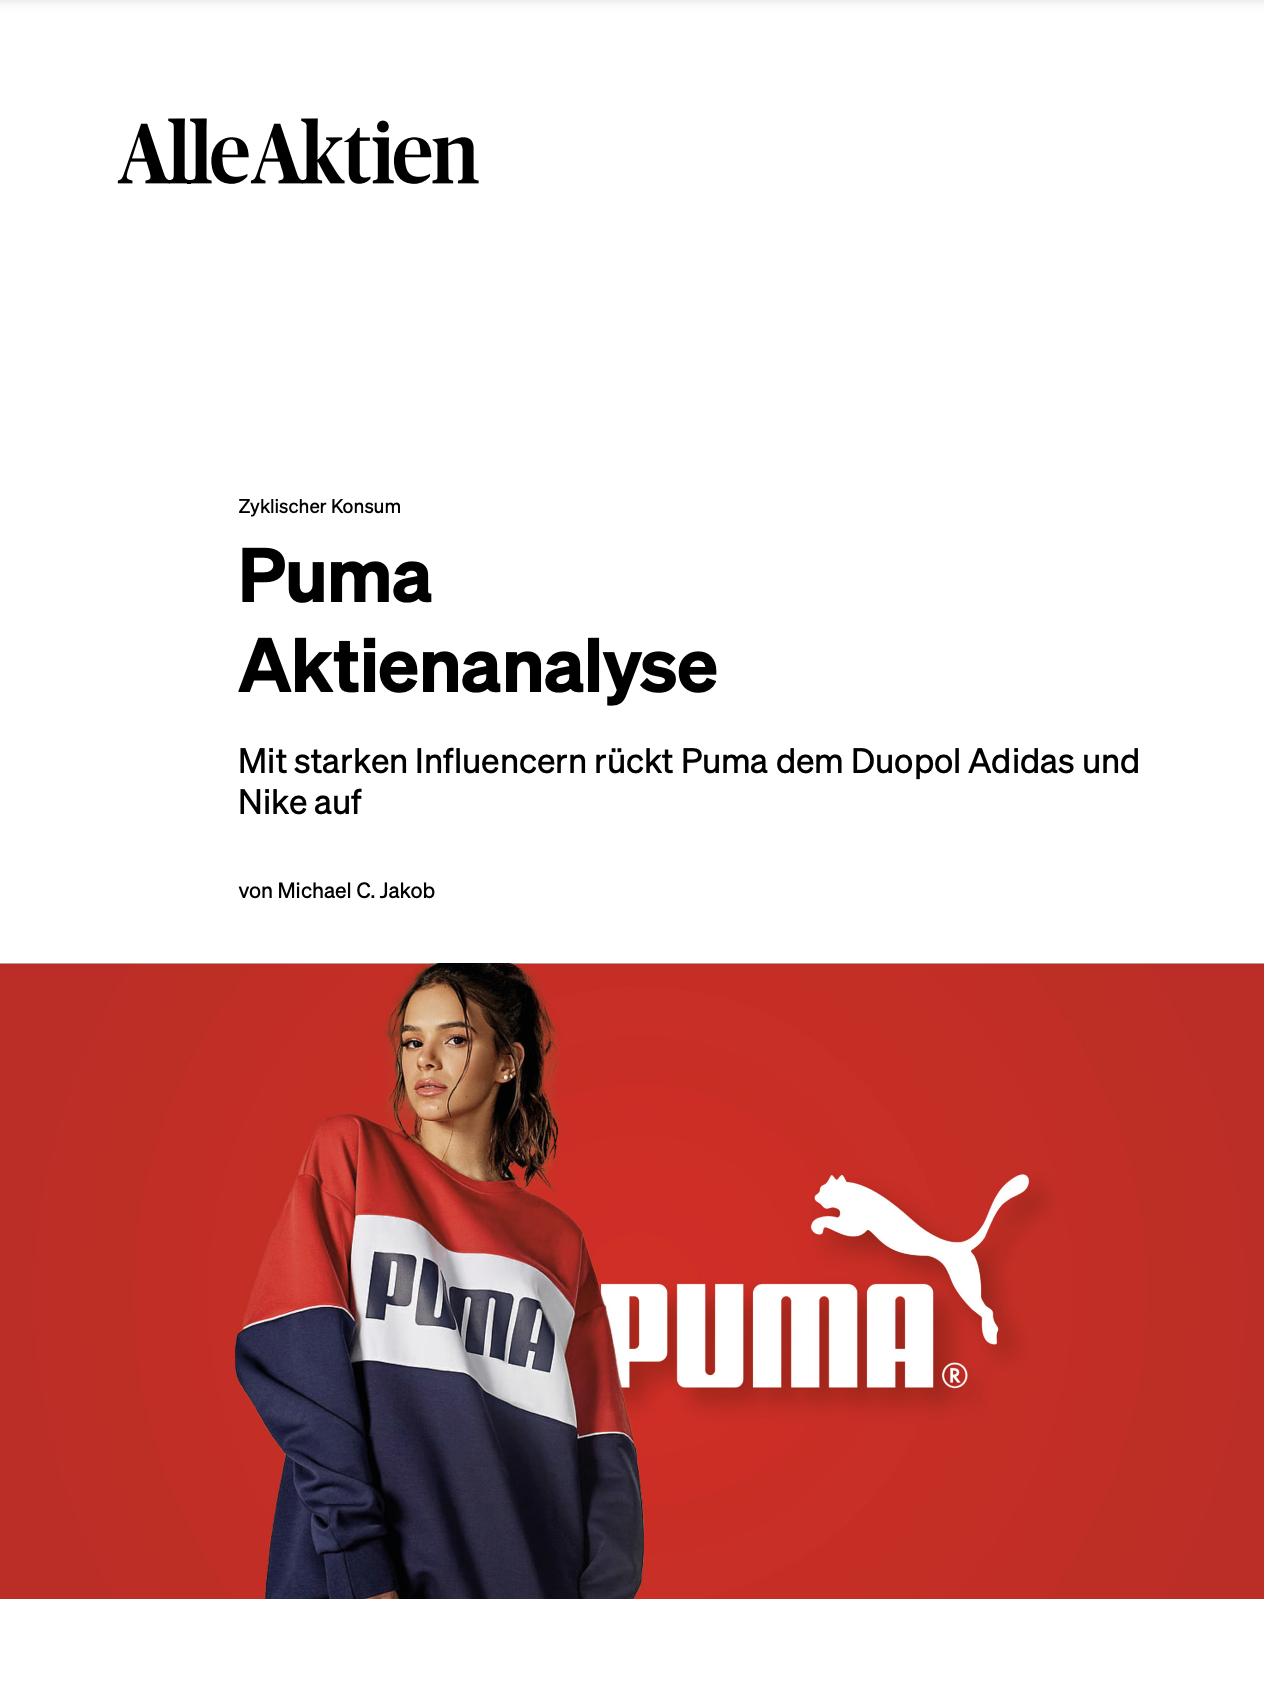 AlleAktien
Zyklischer Konsum
Puma
Aktienanalyse
Mit starken Influencern rückt Puma dem Duopol Adidas und
Nike auf
von Michael C. Jakob
PUMA
PUMA®